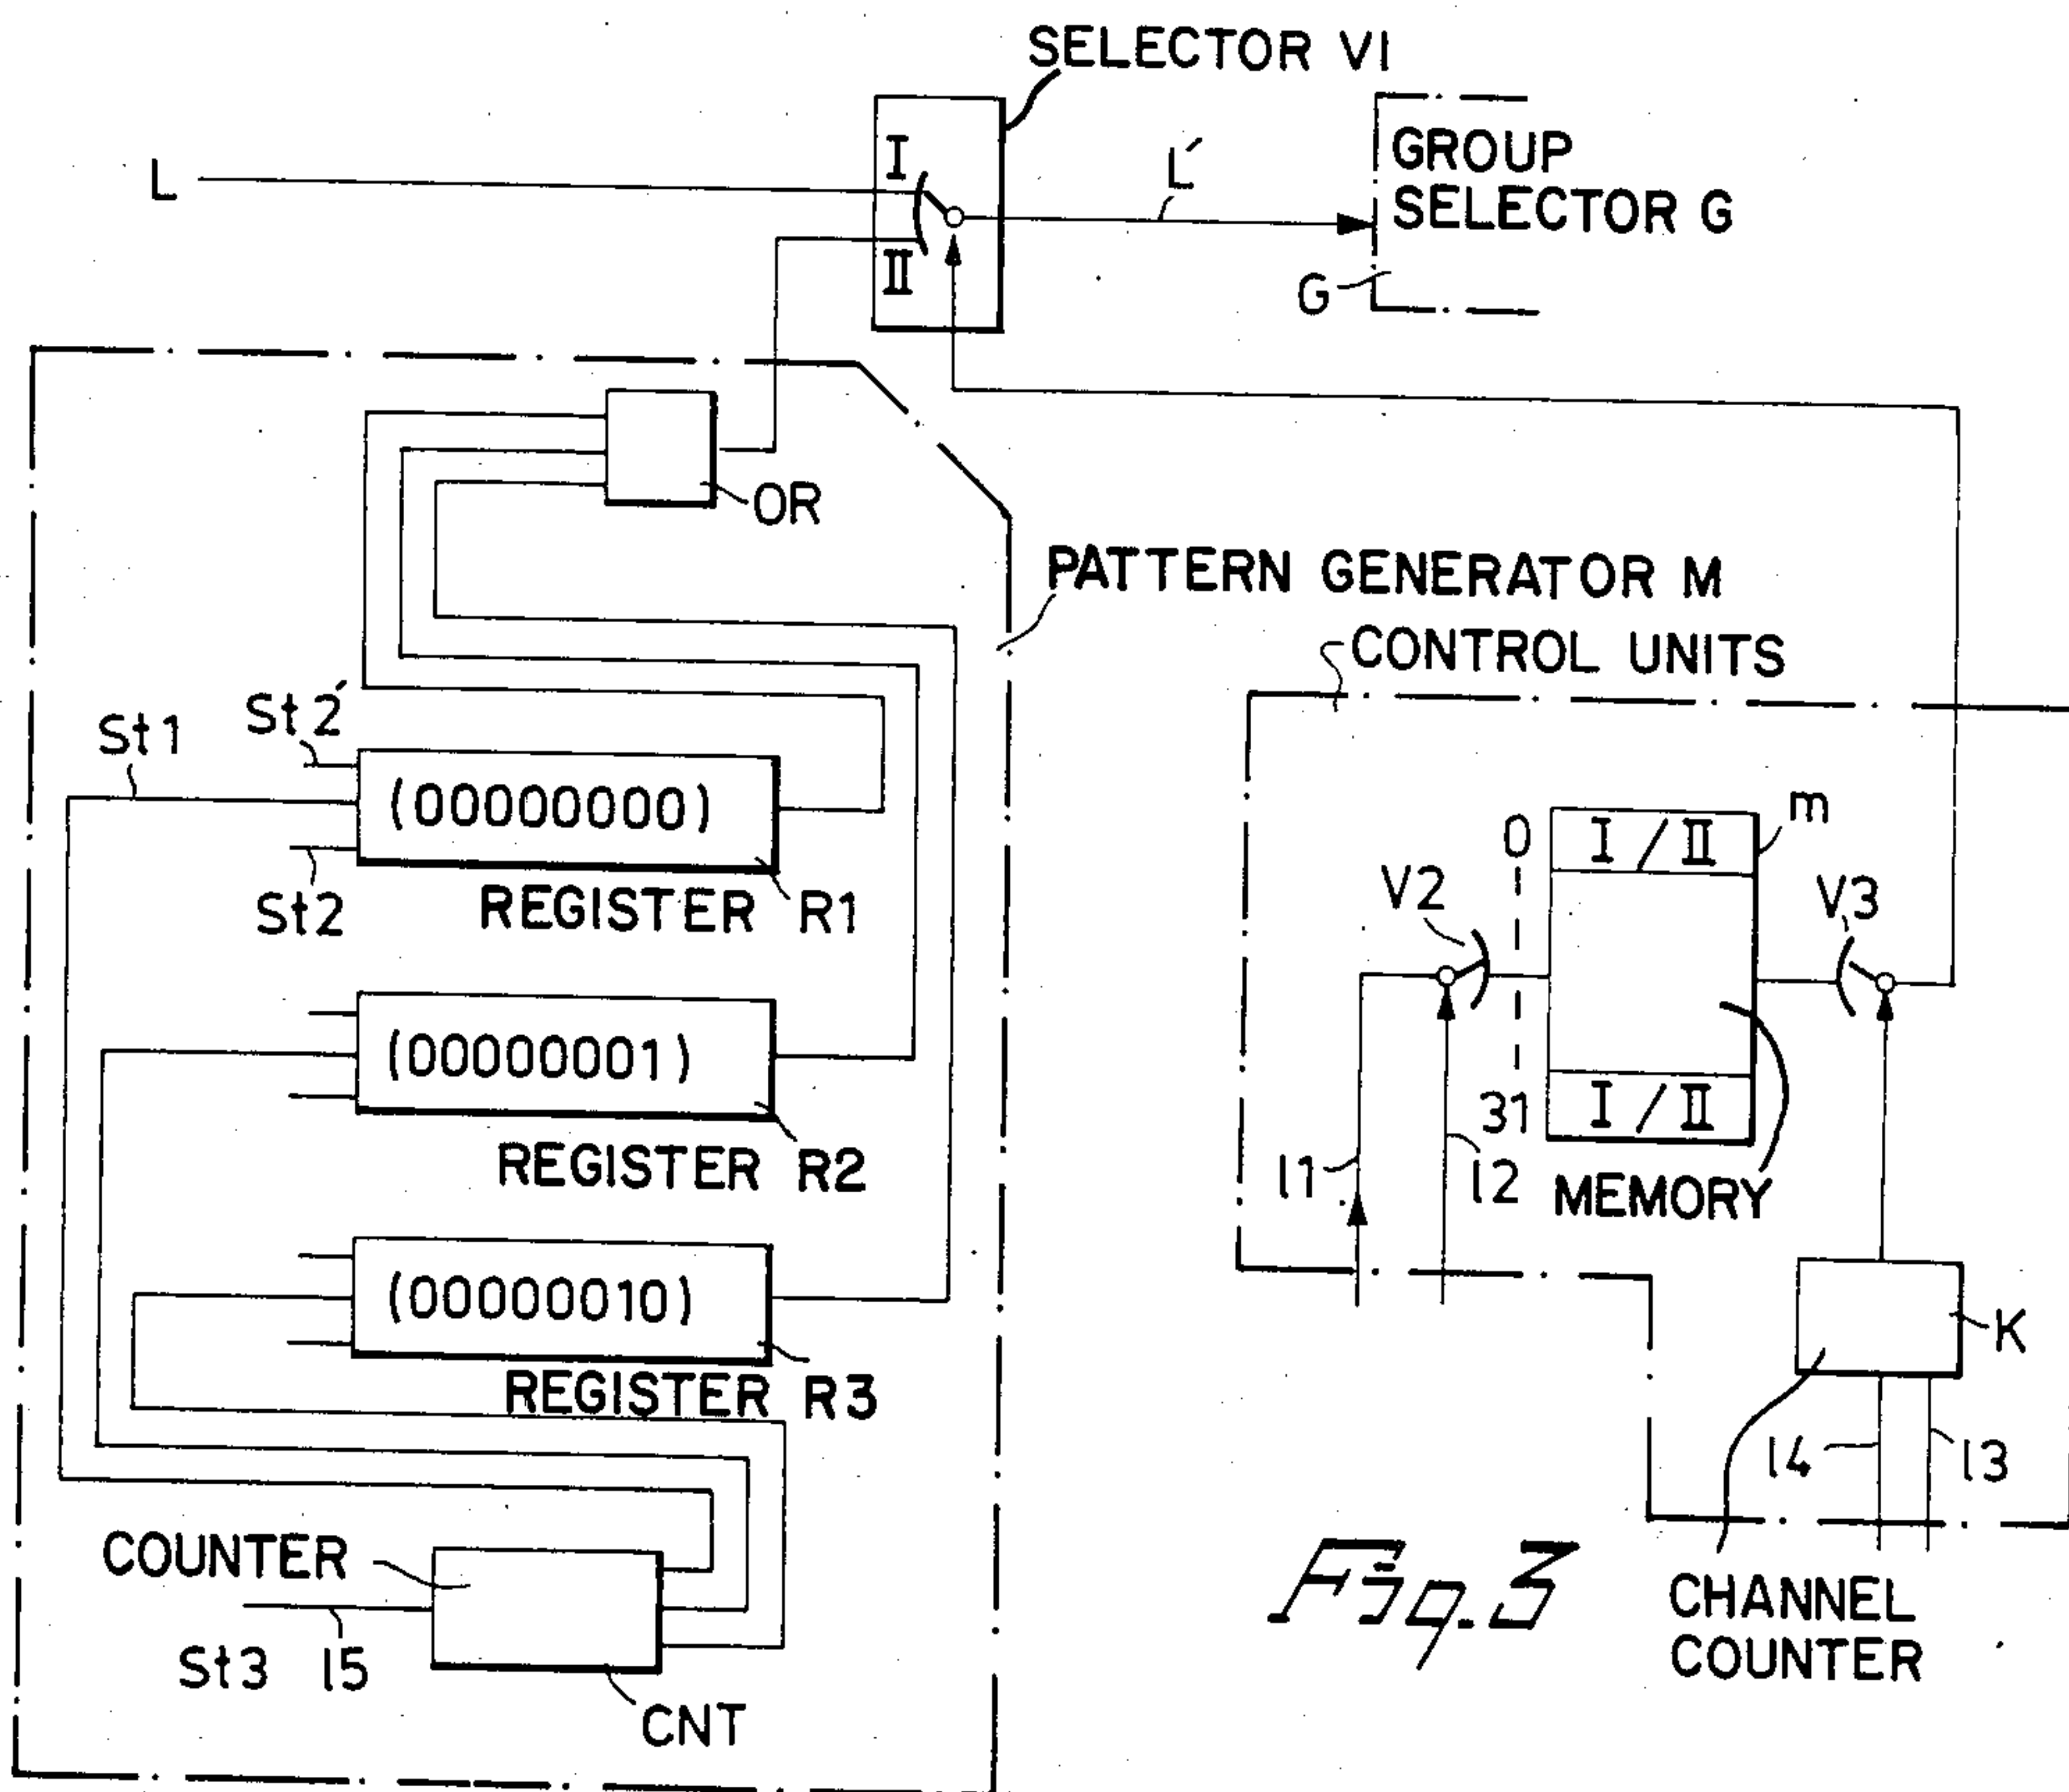 SELECTOR V1
I
L
L´
GROUP
SELECTOR G
II
G
OR
PATTERN GENERATOR M
CONTROL UNITS
St2´
St1
(00000000)
St2
REGISTER R1
0
I / II
m
V2
V3
(00000001)
REGISTER R2
31
I / II
l1
l2
MEMORY
(00000010)
REGISTER R3
K
l4
l3
COUNTER
St3 l5
CNT
Fig. 3
CHANNEL
COUNTER